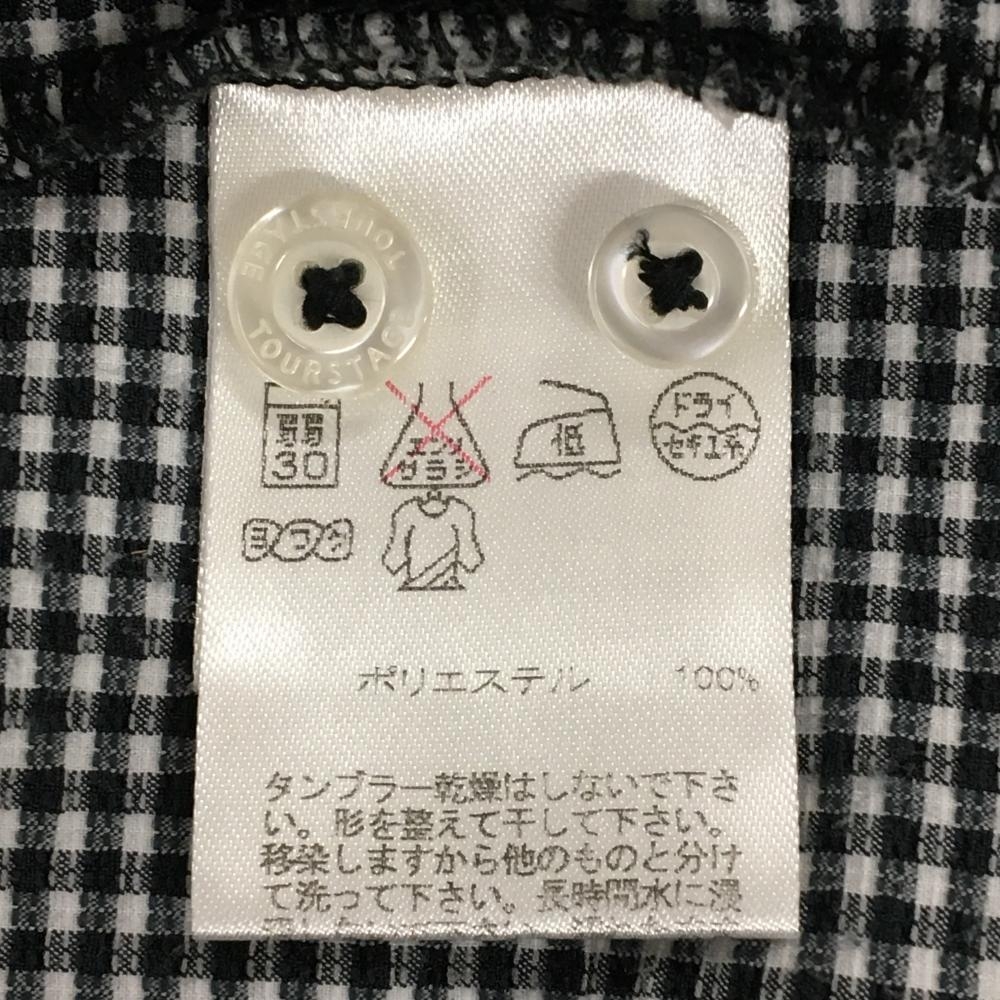 TOURSTAGE
TOURSTAGE
弱
30
エンソ
サラシ
低
ドライ
セキユ系
ヨワク
ポリエステル 100%
タンブラー乾燥はしないで下さ
い。形を整えて干して下さい。
移染しますから他のものと分け
て洗って下さい。長時間水に浸